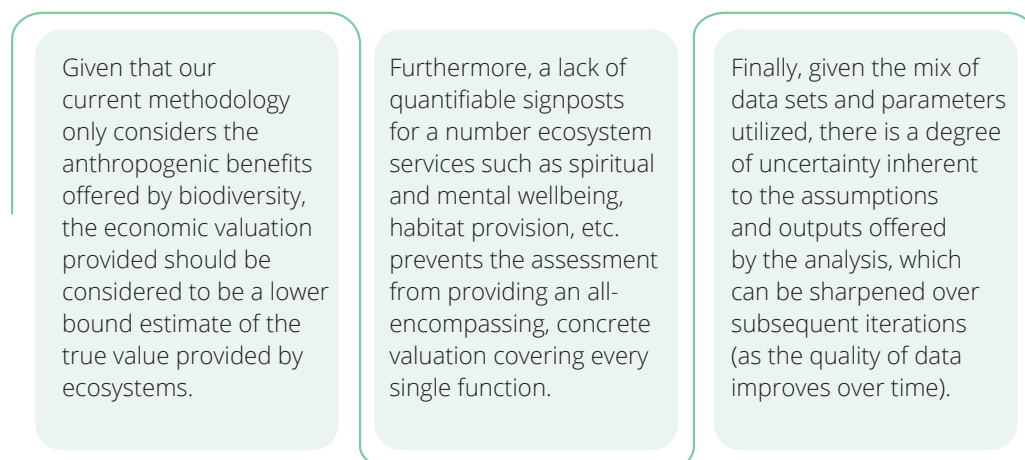 Given that our
current methodology
only considers the
anthropogenic benefits
offered by biodiversity,
the economic valuation
provided should be
considered to be a lower
bound estimate of the
true value provided by
ecosystems.
Furthermore, a lack of
quantifiable signposts
for a number ecosystem
services such as spiritual
and mental wellbeing,
habitat provision, etc.
prevents the assessment
from providing an all-
encompassing, concrete
valuation covering every
single function.
Finally, given the mix of
data sets and parameters
utilized, there is a degree
of uncertainty inherent
to the assumptions
and outputs offered
by the analysis, which
can be sharpened over
subsequent iterations
(as the quality of data
improves over time).